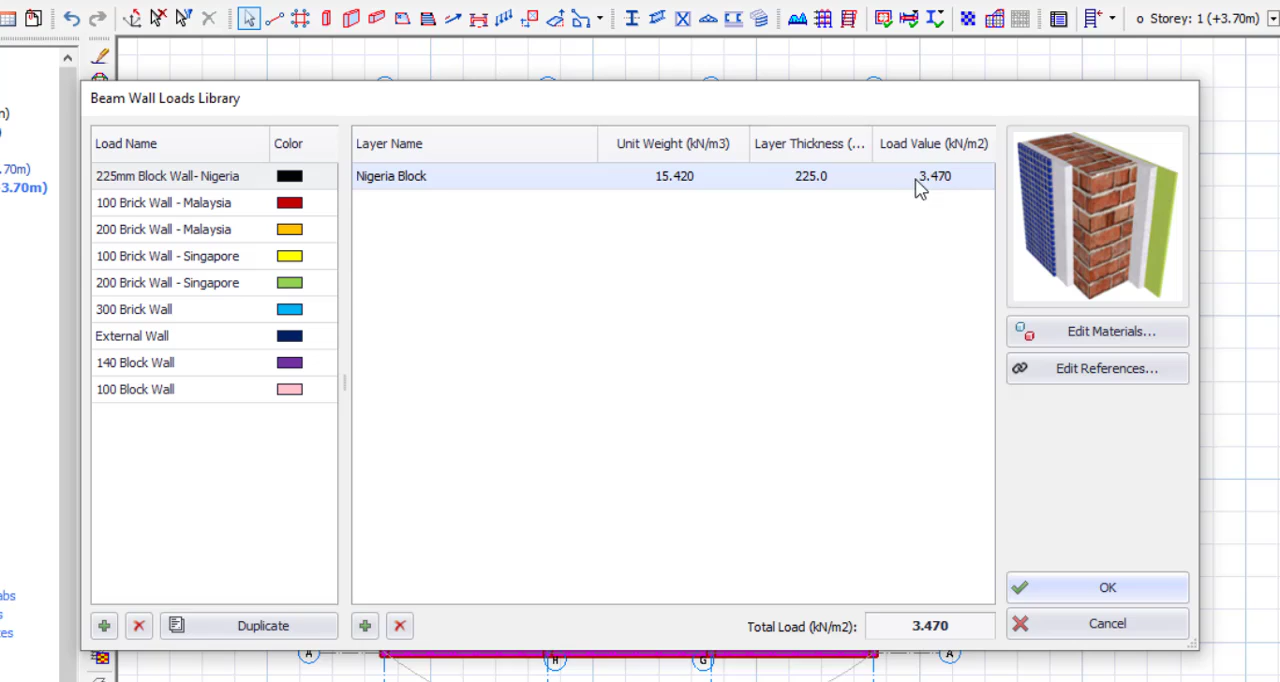 Storey: 1 (+3.70m)
Beam Wall Loads Library
Load Name Color
225mm Block Wall- Nigeria
100 Brick Wall - Malaysia
200 Brick Wall - Malaysia
100 Brick Wall - Singapore
200 Brick Wall - Singapore
300 Brick Wall
External Wall
140 Block Wall
100 Block Wall
Duplicate
Layer Name Unit Weight (kN/m3) Layer Thickness (... Load Value (kN/m2)
Nigeria Block 15.420 225.0 3.470
Total Load (kN/m2): 3.470
Edit Materials...
Edit References...
OK
Cancel
.70m)
3.70m)
A H G A